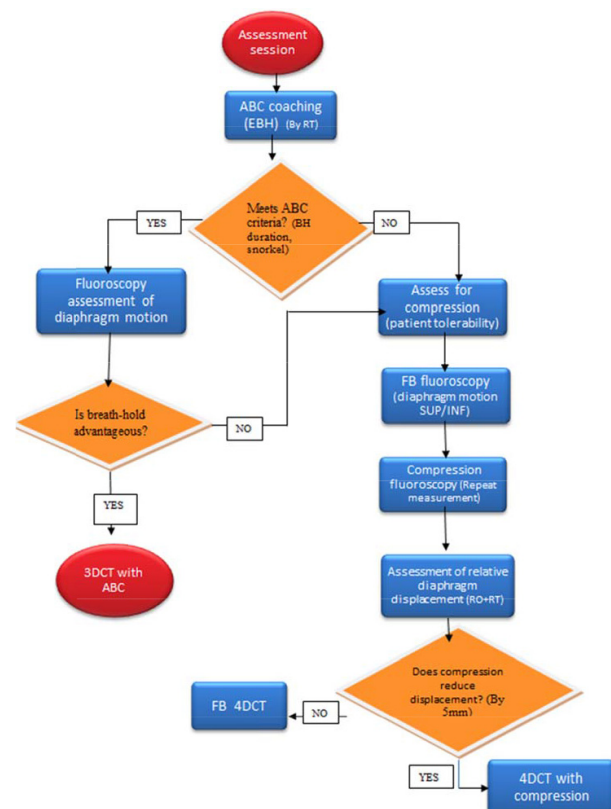 Assessment
session
ABC coaching
(EBH) (By RT)
Meets ABC
criteria? (BH
duration,
snorkel)
YES
NO
Fluoroscopy
assessment of
diaphragm motion
Assess for
compression
(patient tolerability)
Is breath-hold
advantageous?
NO
FB fluoroscopy
(diaphragm motion
SUP/INF)
YES
Compression
fluoroscopy (Repeat
measurement)
3DCT with
ABC
Assessment of relative
diaphragm
displacement (RO+RT)
Does compression
reduce
displacement? (By
5mm)
FB 4DCT
NO
YES
4DCT with
compression